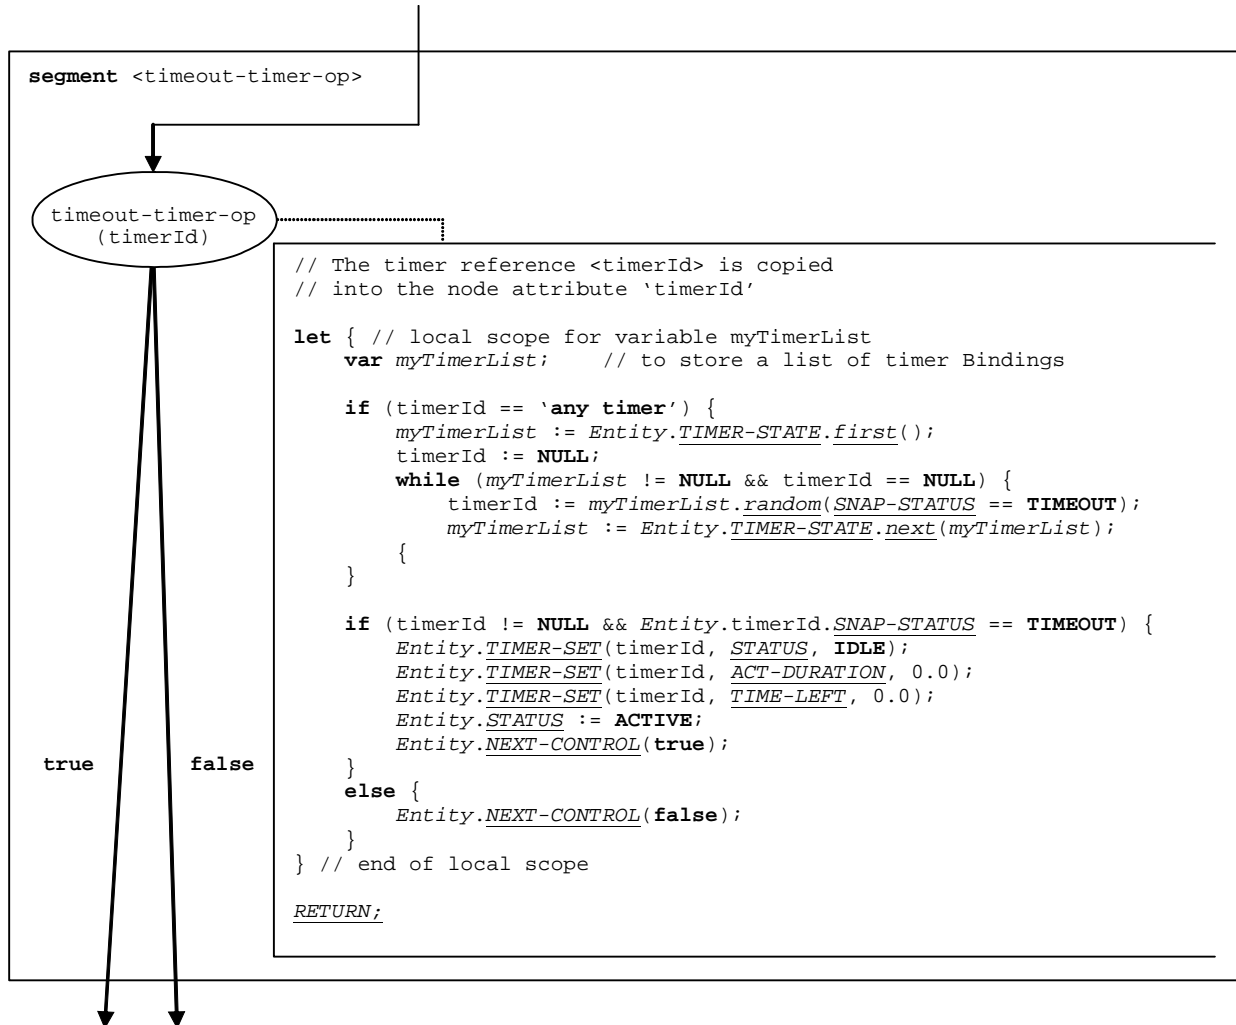 segment <timeout-timer-op>
timeout-timer-op
(timerId)
// The timer reference <timerId> is copied
// into the node attribute ‘timerId’
let { // local scope for variable myTimerList
var myTimerList; // to store a list of timer Bindings
if (timerId == ‘any timer’) {
myTimerList := Entity.TIMER-STATE.first();
timerId := NULL;
while (myTimerList != NULL && timerId == NULL) {
timerId := myTimerList.random(SNAP-STATUS == TIMEOUT);
myTimerList := Entity.TIMER-STATE.next(myTimerList);
{
}
if (timerId != NULL && Entity.timerId.SNAP-STATUS == TIMEOUT) {
Entity.TIMER-SET(timerId, STATUS, IDLE);
Entity.TIMER-SET(timerId, ACT-DURATION, 0.0);
Entity.TIMER-SET(timerId, TIME-LEFT, 0.0);
Entity.STATUS := ACTIVE;
Entity.NEXT-CONTROL(true);
}
else {
Entity.NEXT-CONTROL(false);
}
} // end of local scope
RETURN;
true
false